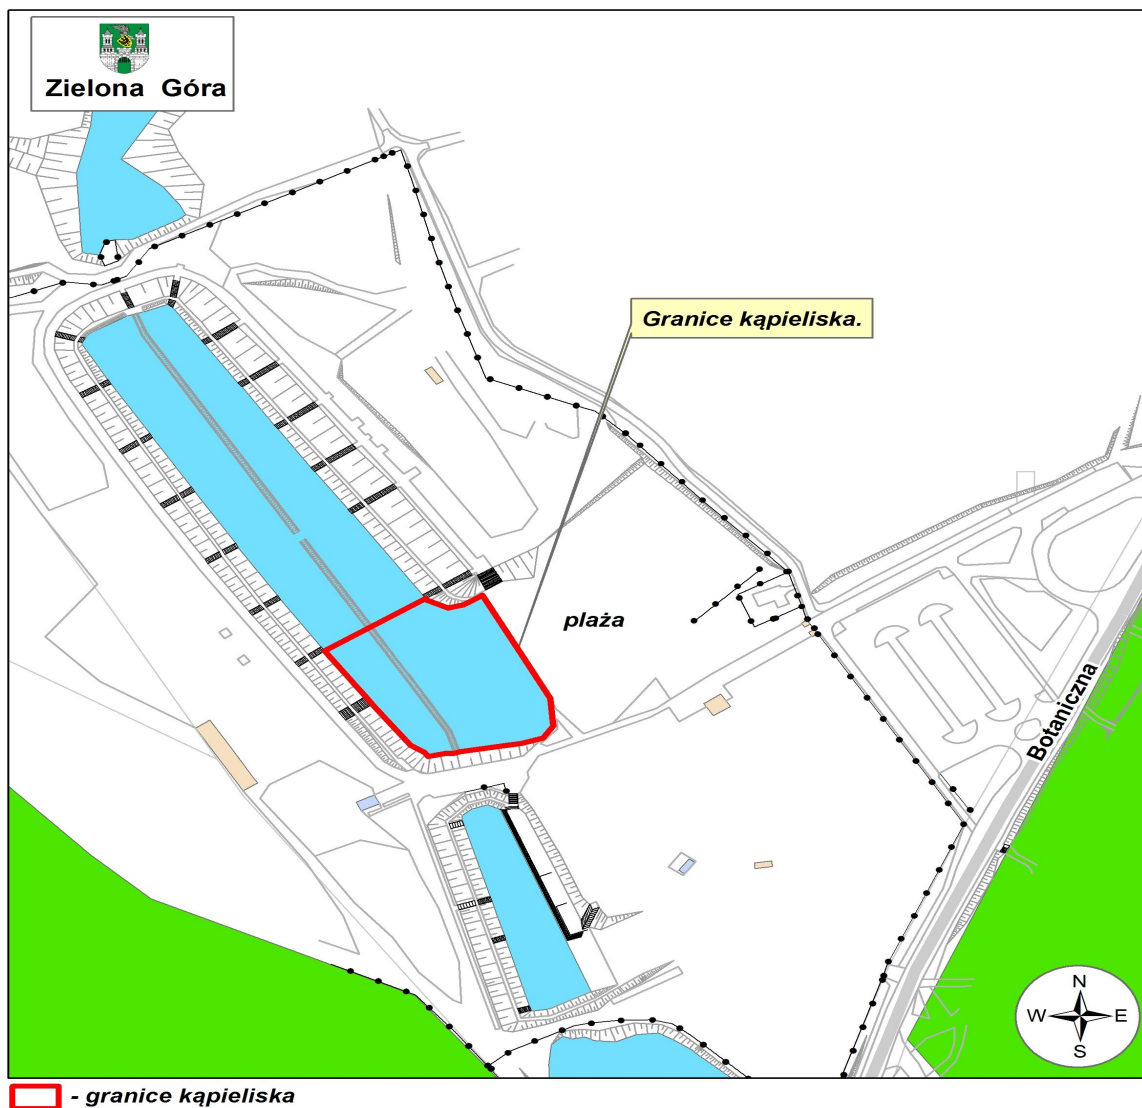 Zielona Góra
Granice kąpieliska.
plaża
Botaniczna
N
W E
S
- granice kąpieliska